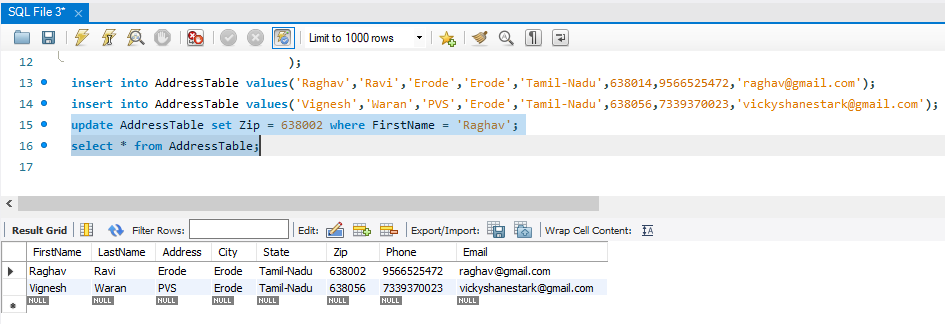 SQL File 3*
Limit to 1000 rows
12 );
13 insert into AddressTable values('Raghav','Ravi','Erode','Erode','Tamil-Nadu',638014,9566525472,'raghav@gmail.com');
14 insert into AddressTable values('Vignesh','Waran','PVS','Erode','Tamil-Nadu',638056,7339370023,'vickyshanestark@gmail.com');
15 update AddressTable set Zip = 638002 where FirstName = 'Raghav';
16 select * from AddressTable;
17
Result Grid Filter Rows: Edit: Export/Import: Wrap Cell Content:
FirstName LastName Address City State Zip Phone Email
Raghav Ravi Erode Erode Tamil-Nadu 638002 9566525472 raghav@gmail.com
Vignesh Waran PVS Erode Tamil-Nadu 638056 7339370023 vickyshanestark@gmail.com
NULL NULL NULL NULL NULL NULL NULL NULL